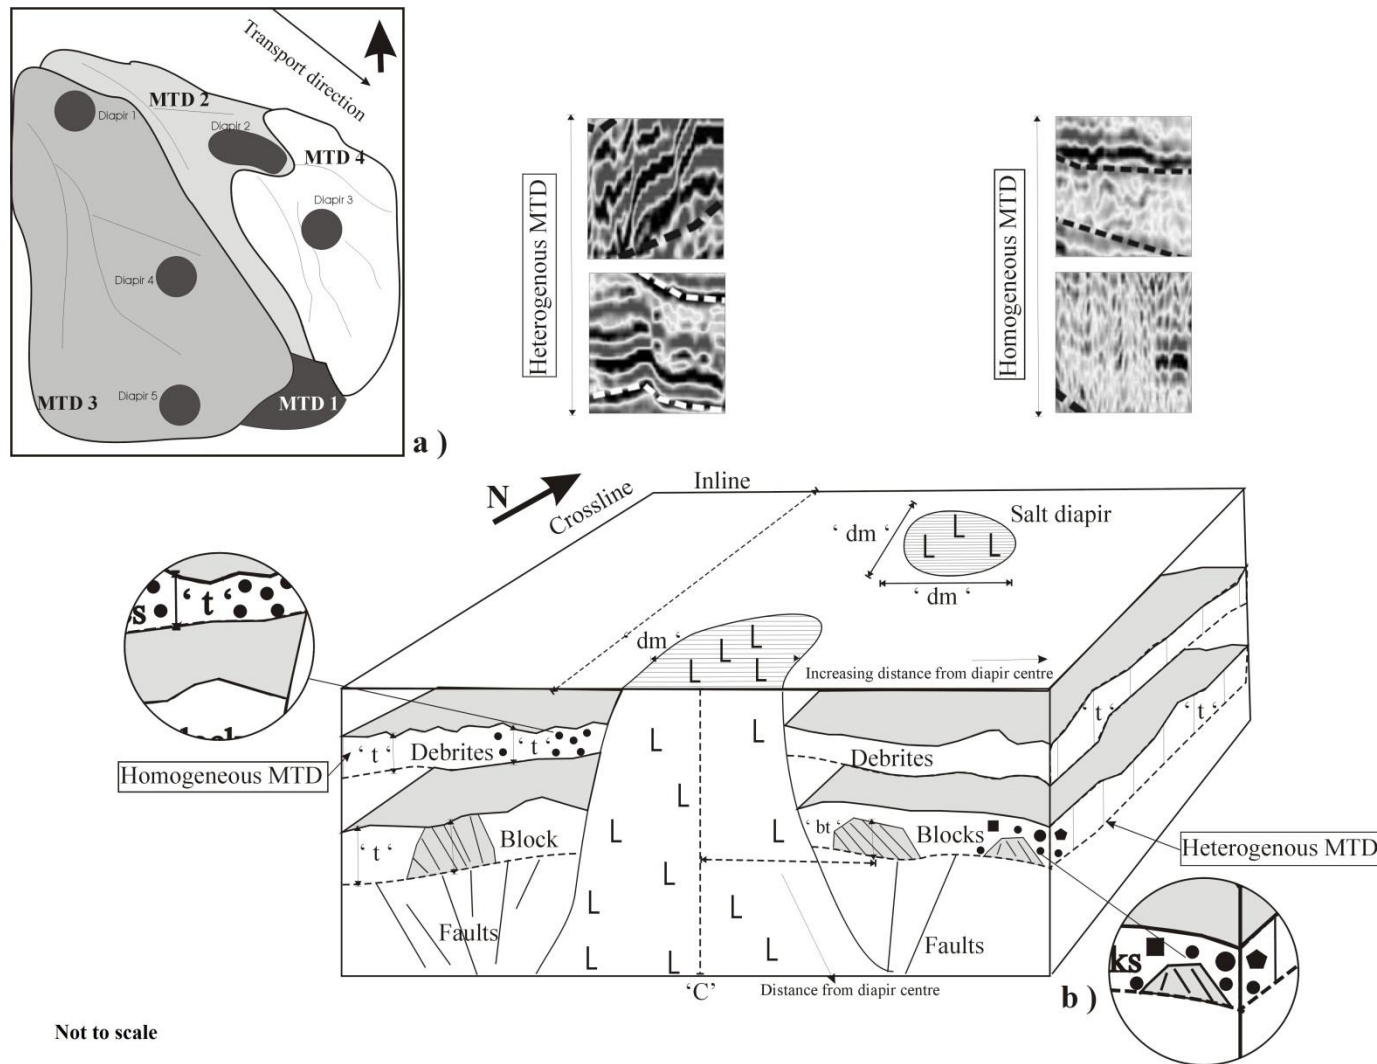 Transport direction
MTD 2
Diapir 1
Diapir 2
MTD 4
Diapir 3
Diapir 4
MTD 3
Diapir 5
MTD 1
a )
Heterogenous MTD
Homogeneous MTD
N
Crossline
Inline
‘ dm ‘
L
L
L
Salt diapir
‘ dm ‘
s
‘ t ‘
‘ dm ‘
L
L
L
L
Increasing distance from diapir centre
‘ t ‘
Debrites
‘ t ‘
Homogeneous MTD
L
Debrites
‘ t ‘
‘ t ‘
L
L
L
L
‘ t ‘
Block
‘ bt ‘
Blocks
Heterogenous MTD
L
L
L
Faults
L
L
L
Faults
‘C’
Distance from diapir centre
b )
ks
Not to scale